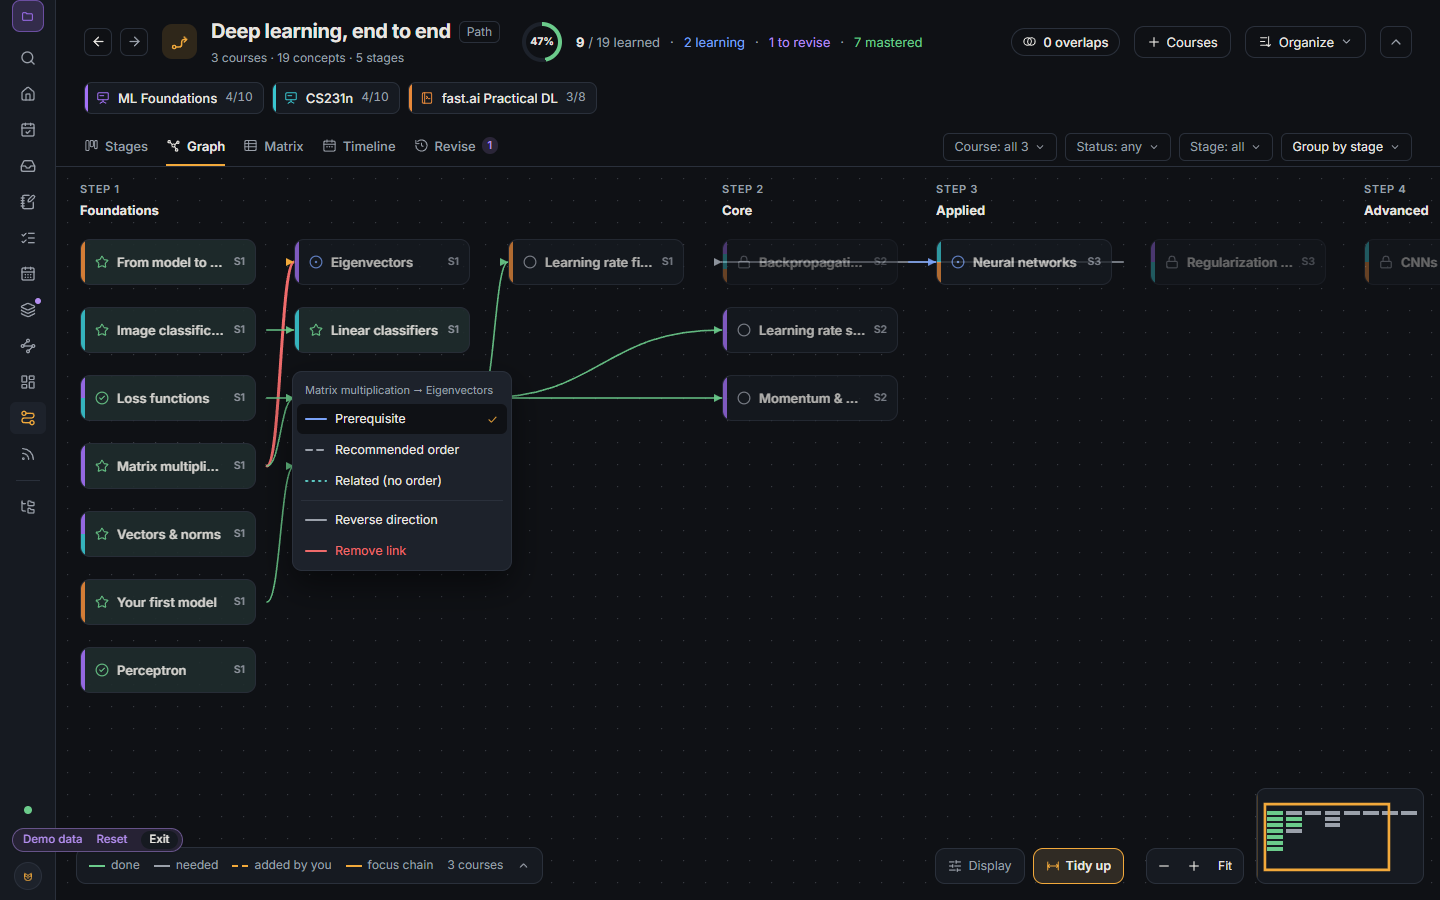 Deep learning, end to end
Path
3 courses · 19 concepts · 5 stages
47%
9 / 19 learned · 2 learning · 1 to revise · 7 mastered
0 overlaps
Courses
Organize
ML Foundations 4/10
CS231n 4/10
fast.ai Practical DL 3/8
Stages
Graph
Matrix
Timeline
Revise 1
Course: all 3
Status: any
Stage: all
Group by stage
STEP 1
Foundations
STEP 2
Core
STEP 3
Applied
STEP 4
Advanced
From model to ... S1
Eigenvectors S1
Learning rate fi... S1
Backpropagati... S2
Neural networks S3
Regularization ... S3
CNNs
Image classific... S1
Linear classifiers S1
Learning rate s... S2
Loss functions S1
Momentum & ... S2
Matrix multipli... S1
Vectors & norms S1
Your first model S1
Perceptron S1
Matrix multiplication → Eigenvectors
Prerequisite
Recommended order
Related (no order)
Reverse direction
Remove link
Demo data Reset Exit
done
needed
added by you
focus chain
3 courses
Display
Tidy up
Fit